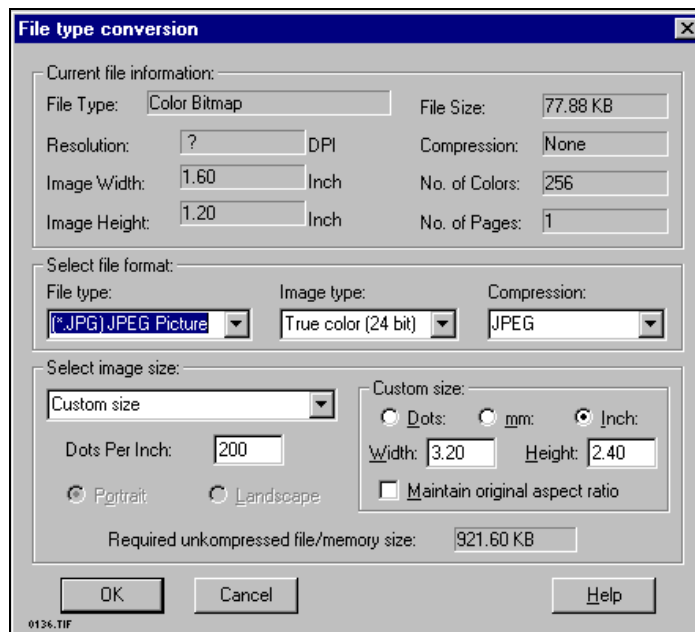 File type conversion
Current file information:
File Type: Color Bitmap File Size: 77.88 KB
Resolution: ? DPI Compression: None
Image Width: 1.60 Inch No. of Colors: 256
Image Height: 1.20 Inch No. of Pages: 1
Select file format:
File type: Image type: Compression:
(*.JPG) JPEG Picture True color (24 bit) JPEG
Select image size:
Custom size
Custom size:
Dots: mm: Inch:
Dots Per Inch: 200 Width: 3.20 Height: 2.40
Portrait Landscape Maintain original aspect ratio
Required unkompressed file/memory size: 921.60 KB
OK Cancel Help
0136.TIF